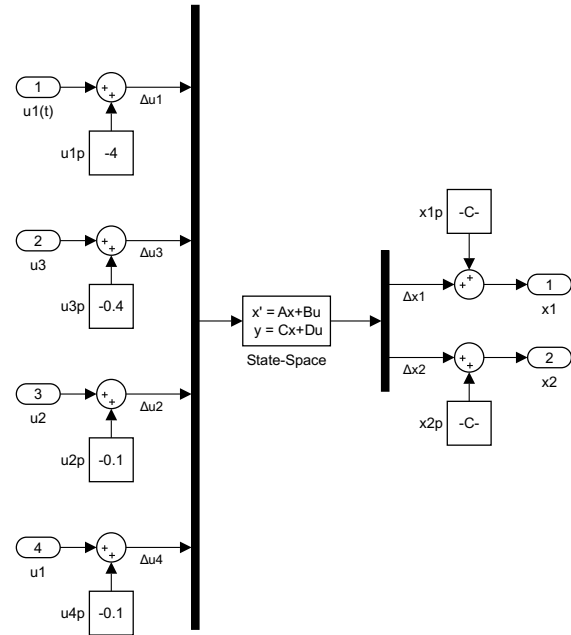 1
u1(t)
+
+
Δu1
u1p
-4
2
u3
+
+
Δu3
u3p
-0.4
3
u2
+
+
Δu2
u2p
-0.1
4
u1
+
+
Δu4
u4p
-0.1
x' = Ax+Bu
y = Cx+Du
State-Space
x1p
-C-
Δx1
+
+
1
x1
Δx2
+
+
2
x2
x2p
-C-